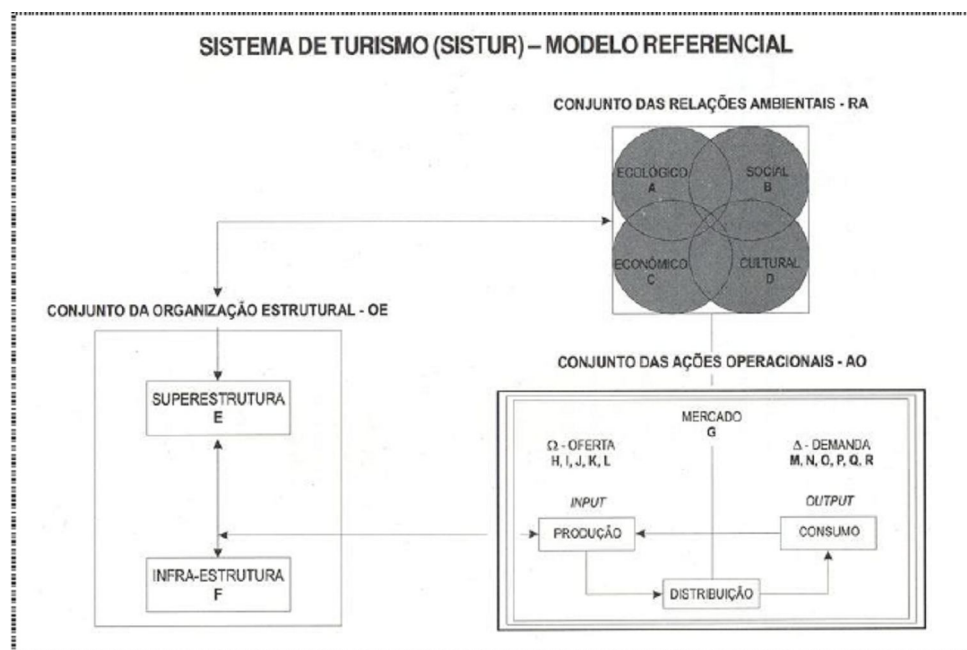 SISTEMA DE TURISMO (SISTUR) – MODELO REFERENCIAL
CONJUNTO DAS RELAÇÕES AMBIENTAIS - RA
ECOLÓGICO
A
SOCIAL
B
ECONÔMICO
C
CULTURAL
D
CONJUNTO DA ORGANIZAÇÃO ESTRUTURAL - OE
SUPERESTRUTURA
E
INFRA-ESTRUTURA
F
CONJUNTO DAS AÇÕES OPERACIONAIS - AO
MERCADO
G
Ω - OFERTA
H, I, J, K, L
Δ - DEMANDA
M, N, O, P, Q, R
INPUT
OUTPUT
PRODUÇÃO
CONSUMO
DISTRIBUIÇÃO